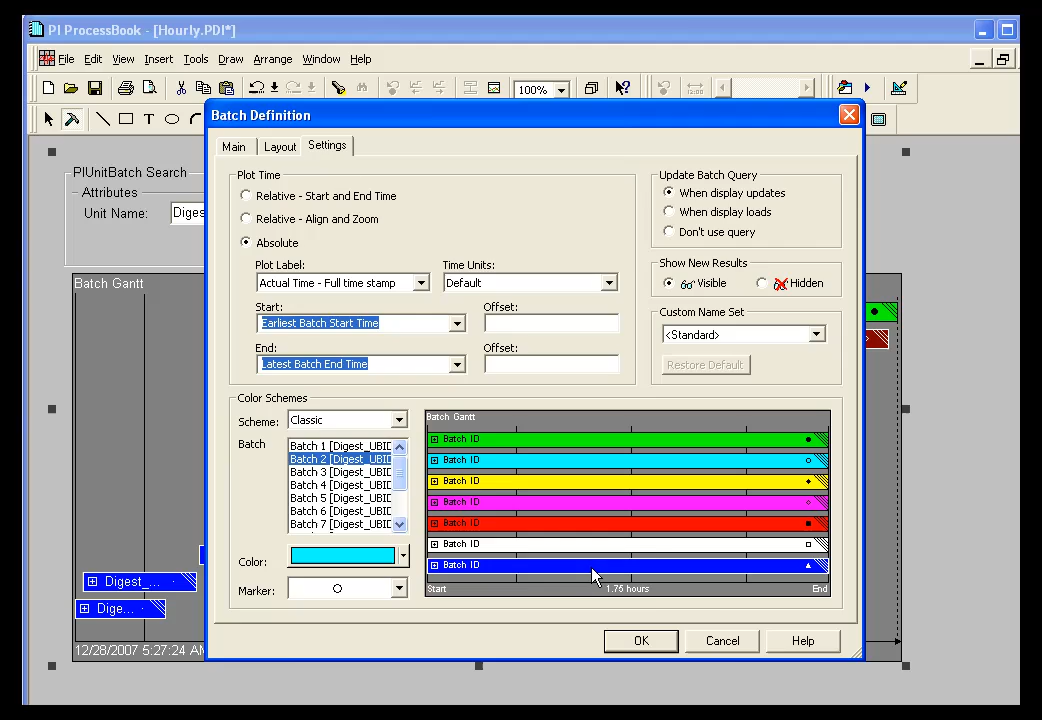 PI ProcessBook - [Hourly.PDI*]
File Edit View Insert Tools Draw Arrange Window Help
100%
Batch Definition
Main Layout Settings
PIUnitBatch Search
Attributes
Unit Name: Diges
Batch Gantt
Plot Time
Relative - Start and End Time
Relative - Align and Zoom
Absolute
Plot Label: Time Units:
Actual Time - Full time stamp Default
Start: Offset:
Earliest Batch Start Time
End: Offset:
Latest Batch End Time
Update Batch Query
When display updates
When display loads
Don't use query
Show New Results
Visible Hidden
Custom Name Set
<Standard>
Restore Default
Color Schemes
Scheme: Classic
Batch
Batch 1 [Digest_UBID
Batch 2 [Digest_UBID
Batch 3 [Digest_UBID
Batch 4 [Digest_UBID
Batch 5 [Digest_UBID
Batch 6 [Digest_UBID
Batch 7 [Digest_UBID
Color:
Marker:
Batch Gantt
Batch ID
Batch ID
Batch ID
Batch ID
Batch ID
Batch ID
Batch ID
Start 1.75 hours End
Digest_...
Dige...
12/28/2007 5:27:24 AM
OK Cancel Help